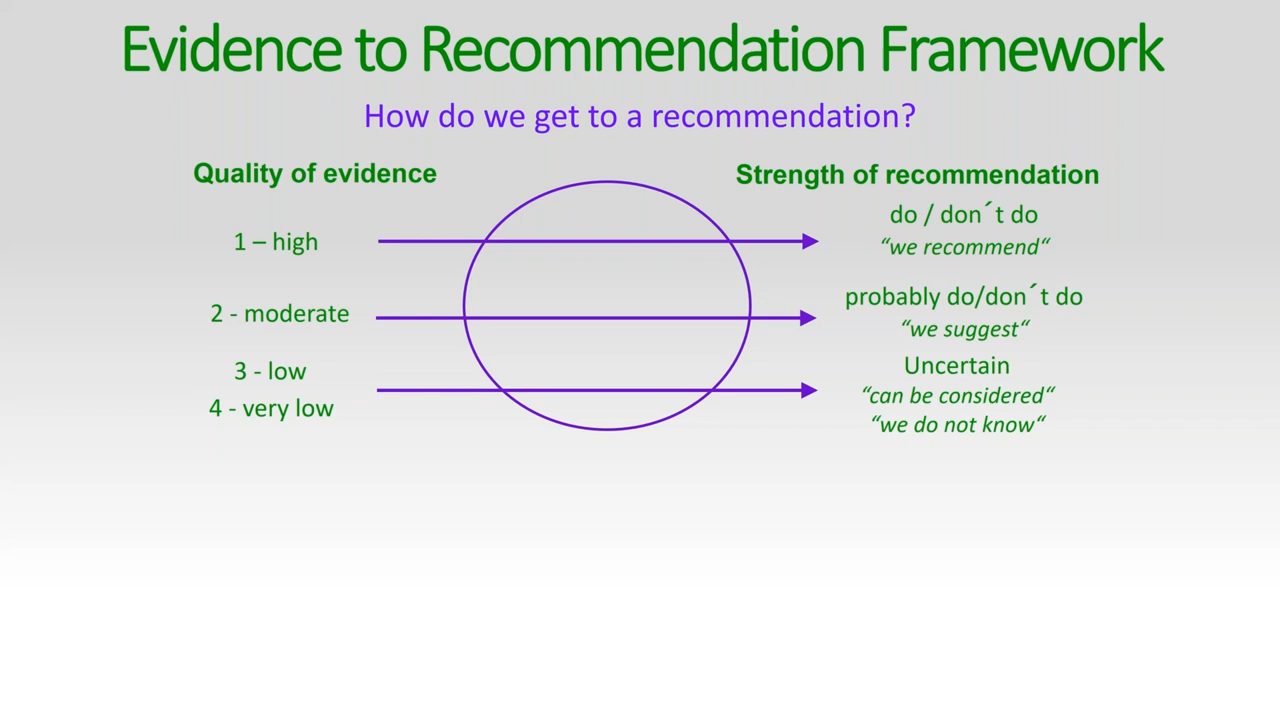 Evidence to Recommendation Framework
How do we get to a recommendation?
Quality of evidence
Strength of recommendation
1 – high
do / don´t do
“we recommend“
2 - moderate
probably do/don´t do
“we suggest“
3 - low
4 - very low
Uncertain
“can be considered“
“we do not know“